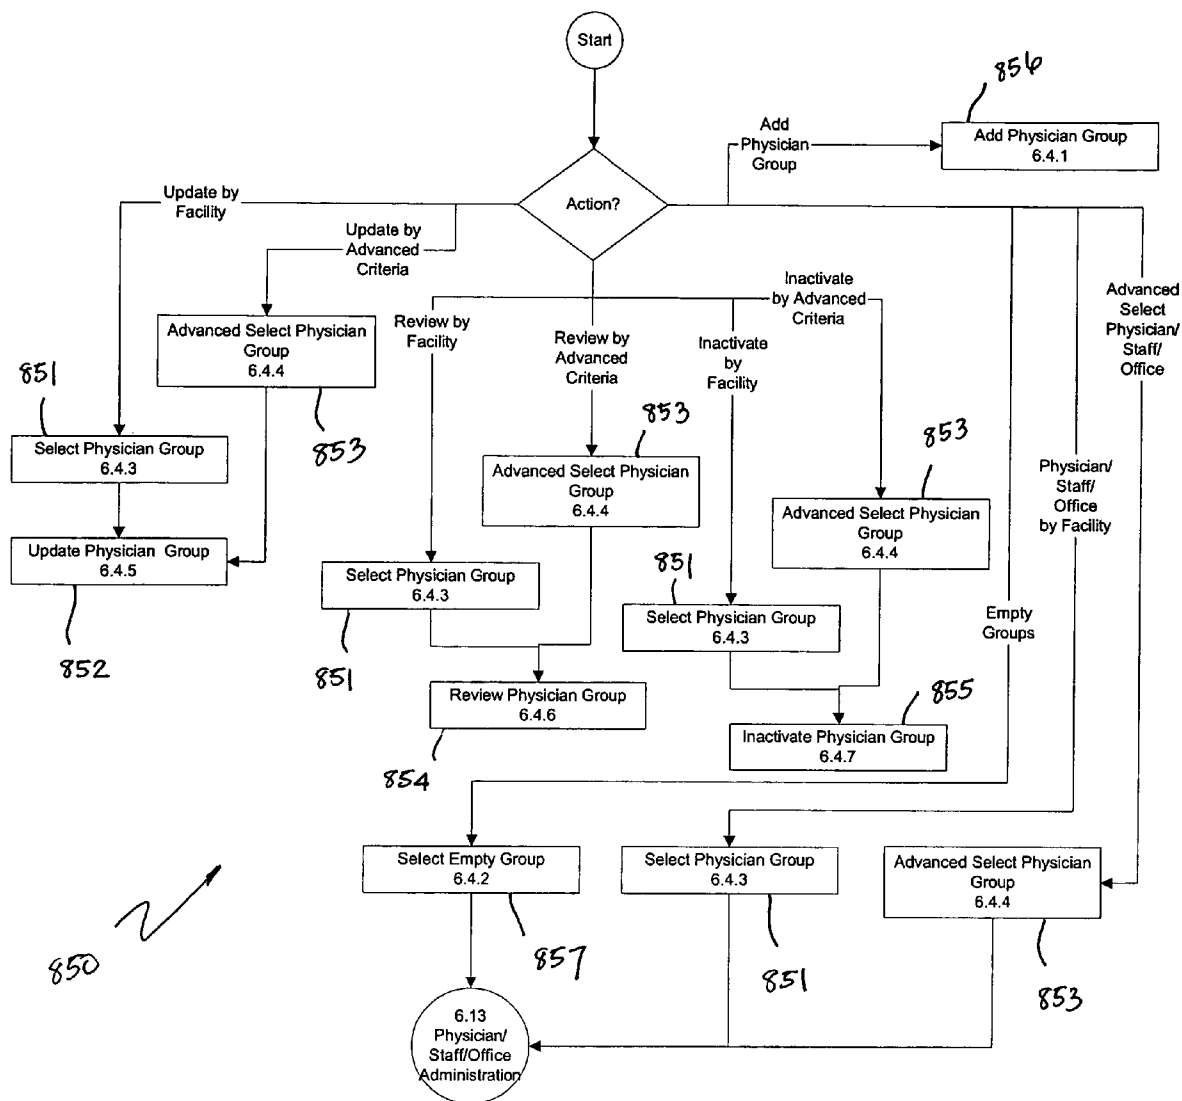 Start
856
Add
Physician
Group
Add Physician Group
6.4.1
Action?
Update by
Facility
Update by
Advanced
Criteria
Inactivate
by Advanced
Criteria
Advanced
Select
Physician/
Staff/
Office
Review by
Facility
Review by
Advanced
Criteria
Inactivate
by
Facility
Advanced Select Physician
Group
6.4.4
851
853
Select Physician Group
6.4.3
853
Advanced Select Physician
Group
6.4.4
853
Advanced Select Physician
Group
6.4.4
Physician/
Staff/
Office
by Facility
Update Physician Group
6.4.5
852
Select Physician Group
6.4.3
851
851
Select Physician Group
6.4.3
Empty
Groups
Review Physician Group
6.4.6
854
855
Inactivate Physician Group
6.4.7
Select Empty Group
6.4.2
857
Select Physician Group
6.4.3
851
Advanced Select Physician
Group
6.4.4
853
850
6.13
Physician/
Staff/Office
Administration